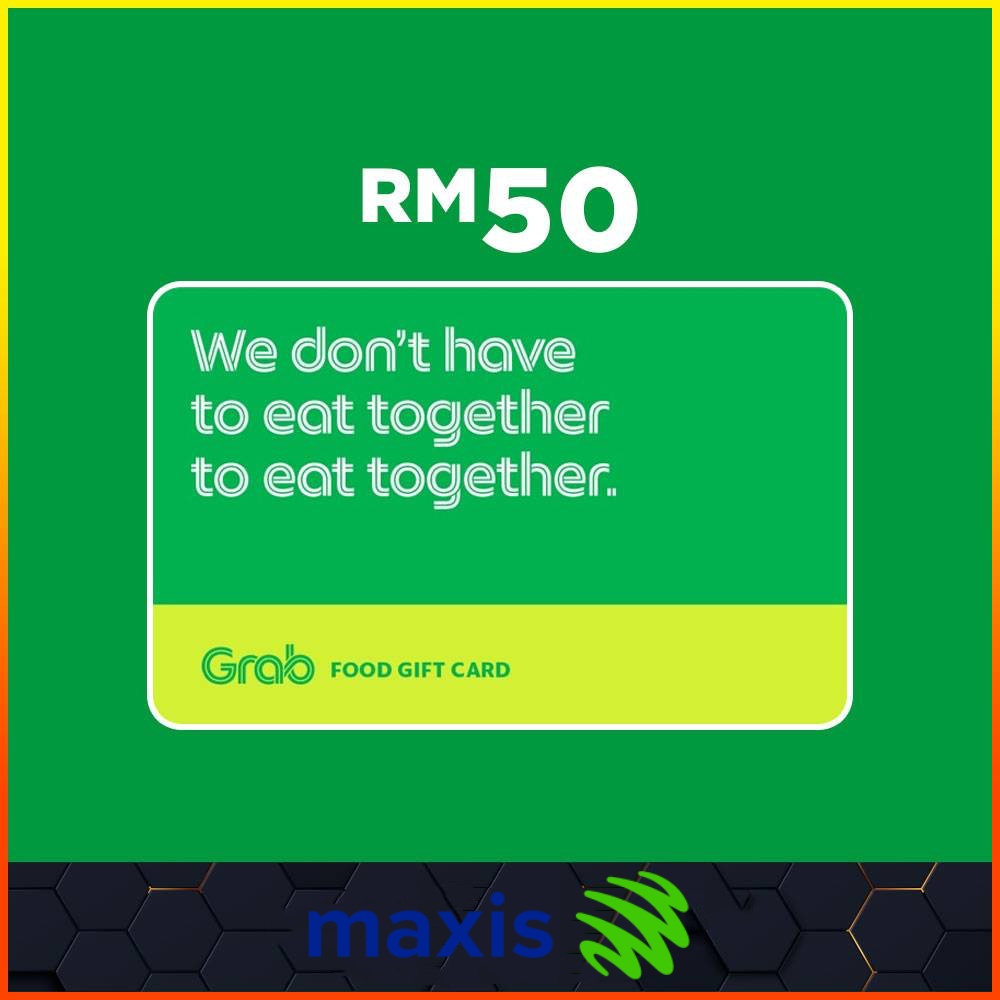 RM50
We don't have
to eat together
to eat together.
Grab FOOD GIFT CARD
maxis